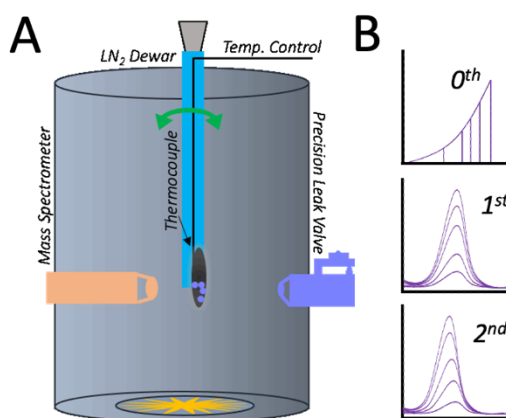 A
B
LN₂ Dewar
Temp. Control
Thermocouple
Mass Spectrometer
Precision Leak Valve
0th
1st
2nd